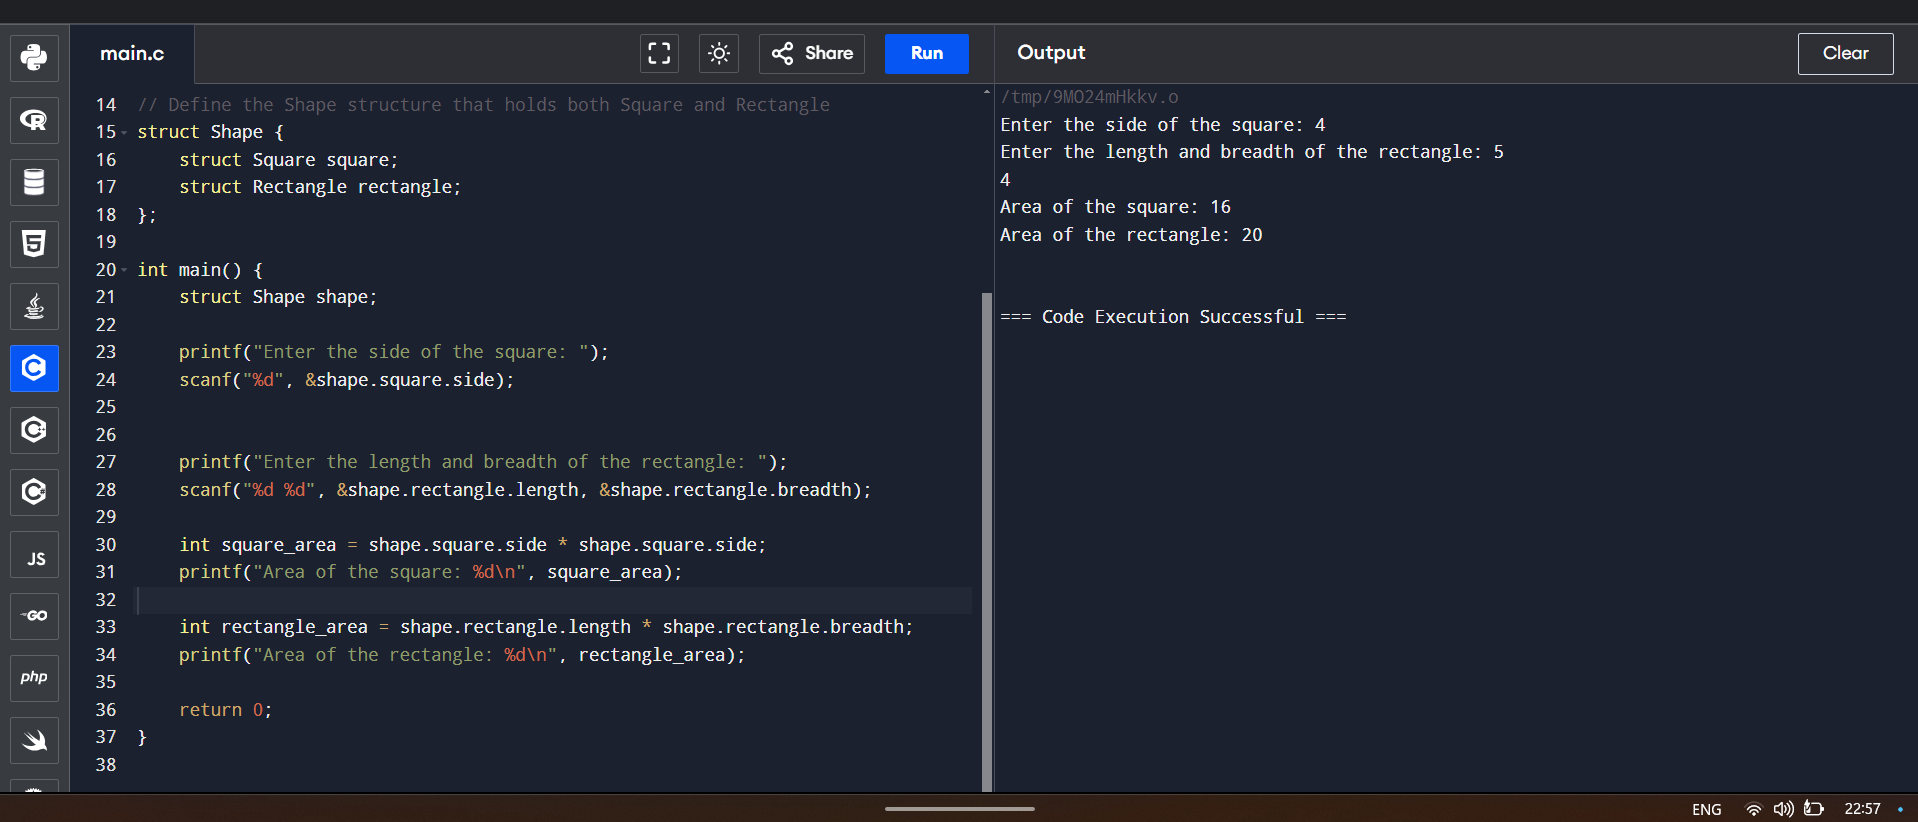 main.c
Share
Run
Output
Clear
14 // Define the Shape structure that holds both Square and Rectangle
15 struct Shape {
16     struct Square square;
17     struct Rectangle rectangle;
18 };
19
20 int main() {
21     struct Shape shape;
22
23     printf("Enter the side of the square: ");
24     scanf("%d", &shape.square.side);
25
26
27     printf("Enter the length and breadth of the rectangle: ");
28     scanf("%d %d", &shape.rectangle.length, &shape.rectangle.breadth);
29
30     int square_area = shape.square.side * shape.square.side;
31     printf("Area of the square: %d\n", square_area);
32
33     int rectangle_area = shape.rectangle.length * shape.rectangle.breadth;
34     printf("Area of the rectangle: %d\n", rectangle_area);
35
36     return 0;
37 }
38
/tmp/9MO24mHkkv.o
Enter the side of the square: 4
Enter the length and breadth of the rectangle: 5
4
Area of the square: 16
Area of the rectangle: 20
=== Code Execution Successful ===
R
5
C
C++
C
JS
GO
php
ENG
22:57